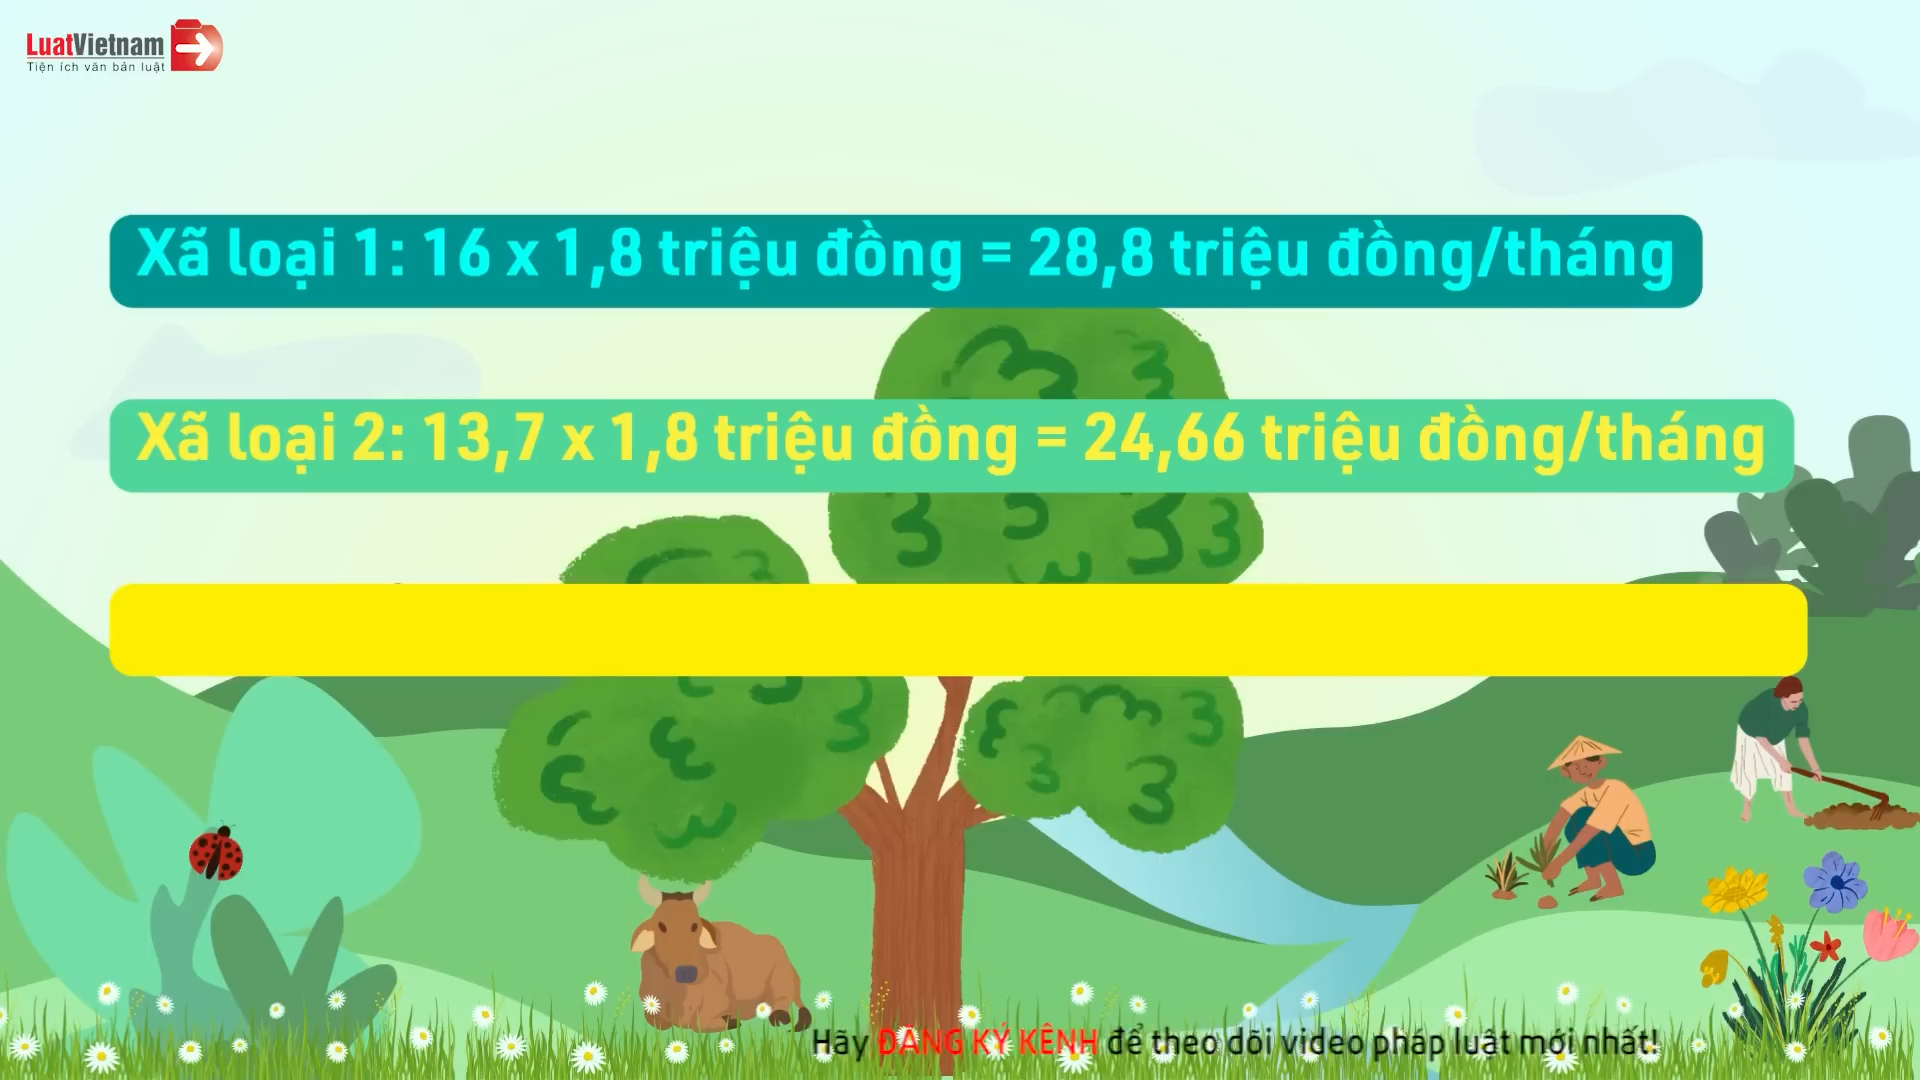 LuatVietnam
Tiện ích văn bản luật
Xã loại 1: 16 x 1,8 triệu đồng = 28,8 triệu đồng/tháng
Xã loại 2: 13,7 x 1,8 triệu đồng = 24,66 triệu đồng/tháng
Hãy ĐĂNG KÝ KÊNH để theo dõi video pháp luật mới nhất!